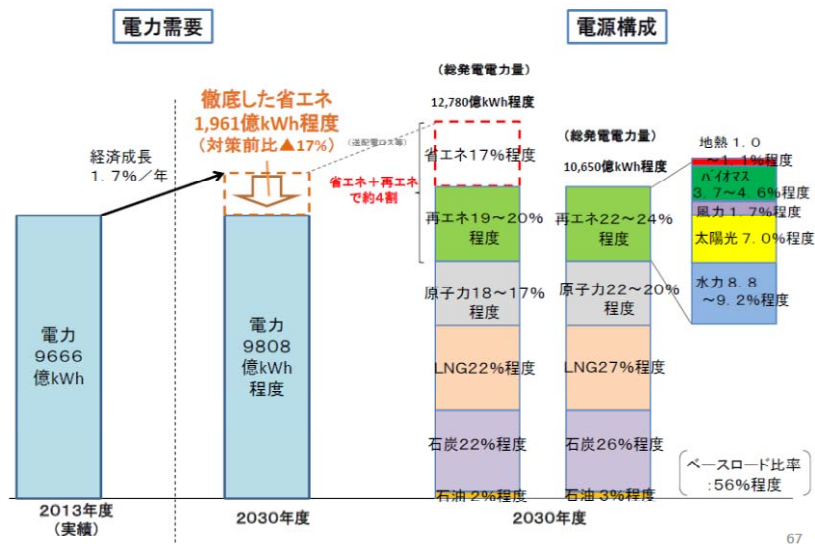 電力需要
電源構成
徹底した省エネ
1,961億kWh程度
(対策前比▲17%)
経済成長
1.7%／年
電力
9666
億kWh
電力
9808
億kWh
程度
2013年度
(実績)
2030年度
(総発電電力量)
12,780億kWh程度
(送配電ロス等)
省エネ17%程度
省エネ＋再エネ
で約4割
再エネ19～20%
程度
原子力18～17%
程度
LNG22%程度
石炭22%程度
石油2%程度
(総発電電力量)
10,650億kWh程度
再エネ22～24%
程度
原子力22～20%
程度
LNG27%程度
石炭26%程度
石油3%程度
2030年度
地熱1.0
～1.1%程度
バイオマス
3.7～4.6%程度
風力1.7%程度
太陽光7.0%程度
水力8.8
～9.2%程度
ベースロード比率
:56%程度
67